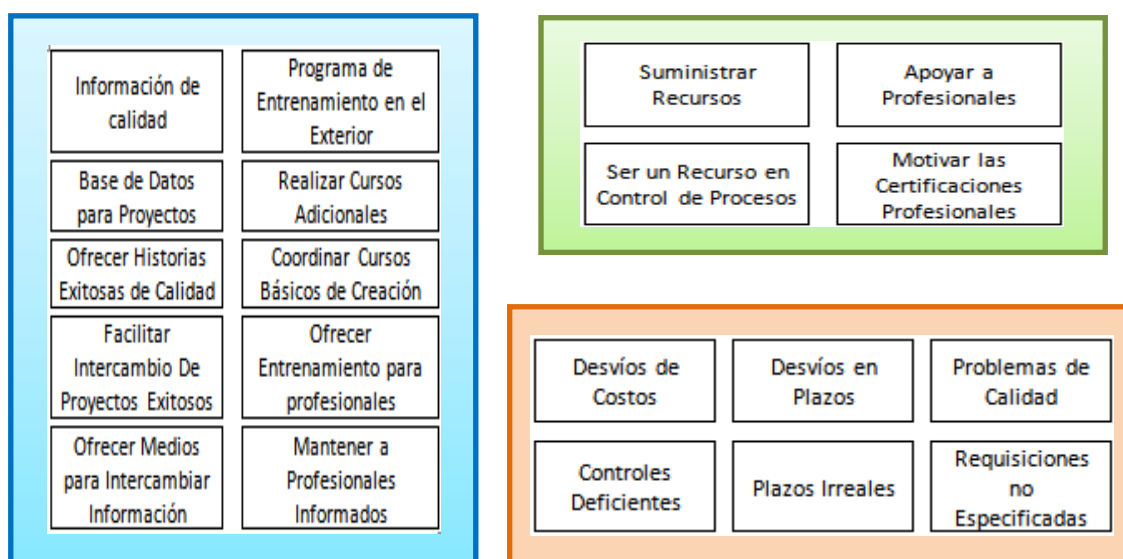 Información de
calidad
Programa de
Entrenamiento en el
Exterior
Base de Datos
para Proyectos
Realizar Cursos
Adicionales
Ofrecer Historias
Exitosas de Calidad
Coordinar Cursos
Básicos de Creación
Facilitar
Intercambio De
Proyectos Exitosos
Ofrecer
Entrenamiento para
profesionales
Ofrecer Medios
para Intercambiar
Información
Mantener a
Profesionales
Informados
Suministrar
Recursos
Apoyar a
Profesionales
Ser un Recurso en
Control de Procesos
Motivar las
Certificaciones
Profesionales
Desvíos de
Costos
Desvíos en
Plazos
Problemas de
Calidad
Controles
Deficientes
Plazos Irreales
Requisiciones
no
Especificadas